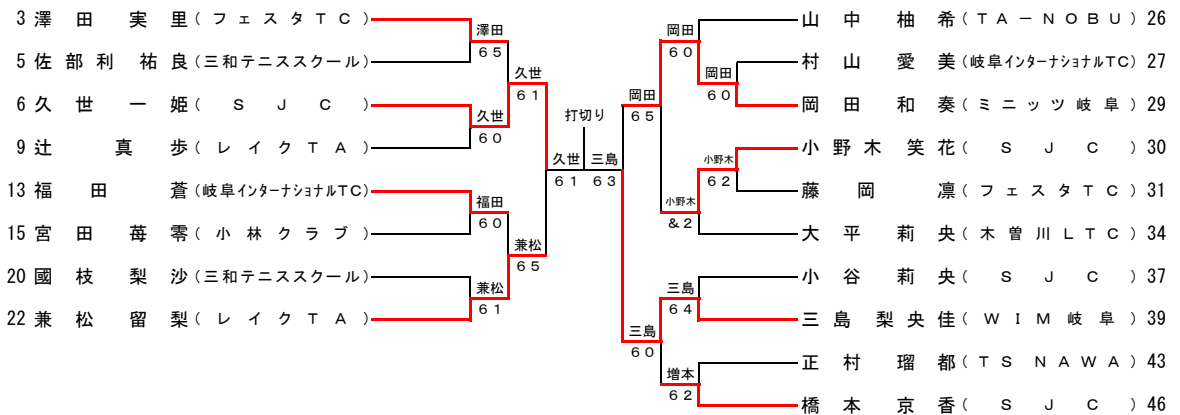 3 澤田実里(フェスタTC)
5 佐部利祐良(三和テニススクール)
6 久世一姫(SJC)
9 辻真歩(レイクTA)
13 福田蒼(岐阜インターナショナルTC)
15 宮田苺零(小林クラブ)
20 國枝梨沙(三和テニススクール)
22 兼松留梨(レイクTA)
澤田
65
久世
60
福田
60
兼松
61
久世
61
兼松
65
久世
61
打切り
三島
63
岡田
65
三島
60
岡田
60
小野木
&2
三島
64
増本
62
岡田
60
小野木
62
山中柚希(TA-NOBU) 26
村山愛美(岐阜インターナショナルTC) 27
岡田和奏(ミニッツ岐阜) 29
小野木笑花(SJC) 30
藤岡凛(フェスタTC) 31
大平莉央(木曽川LTC) 34
小谷莉央(SJC) 37
三島梨央佳(WIM岐阜) 39
正村瑠都(TS NAWA) 43
橋本京香(SJC) 46